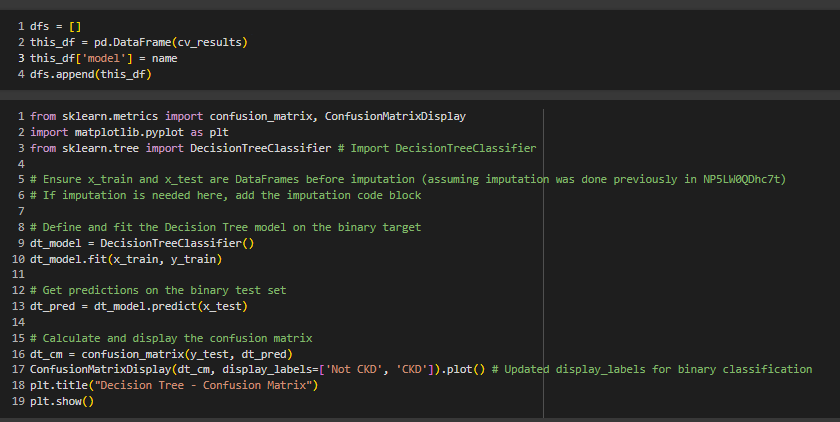 1 dfs = []
2 this_df = pd.DataFrame(cv_results)
3 this_df['model'] = name
4 dfs.append(this_df)
1 from sklearn.metrics import confusion_matrix, ConfusionMatrixDisplay
2 import matplotlib.pyplot as plt
3 from sklearn.tree import DecisionTreeClassifier # Import DecisionTreeClassifier
4
5 # Ensure x_train and x_test are DataFrames before imputation (assuming imputation was done previously in NP5LW0QDhc7t)
6 # If imputation is needed here, add the imputation code block
7
8 # Define and fit the Decision Tree model on the binary target
9 dt_model = DecisionTreeClassifier()
10 dt_model.fit(x_train, y_train)
11
12 # Get predictions on the binary test set
13 dt_pred = dt_model.predict(x_test)
14
15 # Calculate and display the confusion matrix
16 dt_cm = confusion_matrix(y_test, dt_pred)
17 ConfusionMatrixDisplay(dt_cm, display_labels=['Not CKD', 'CKD']).plot() # Updated display_labels for binary classification
18 plt.title("Decision Tree - Confusion Matrix")
19 plt.show()